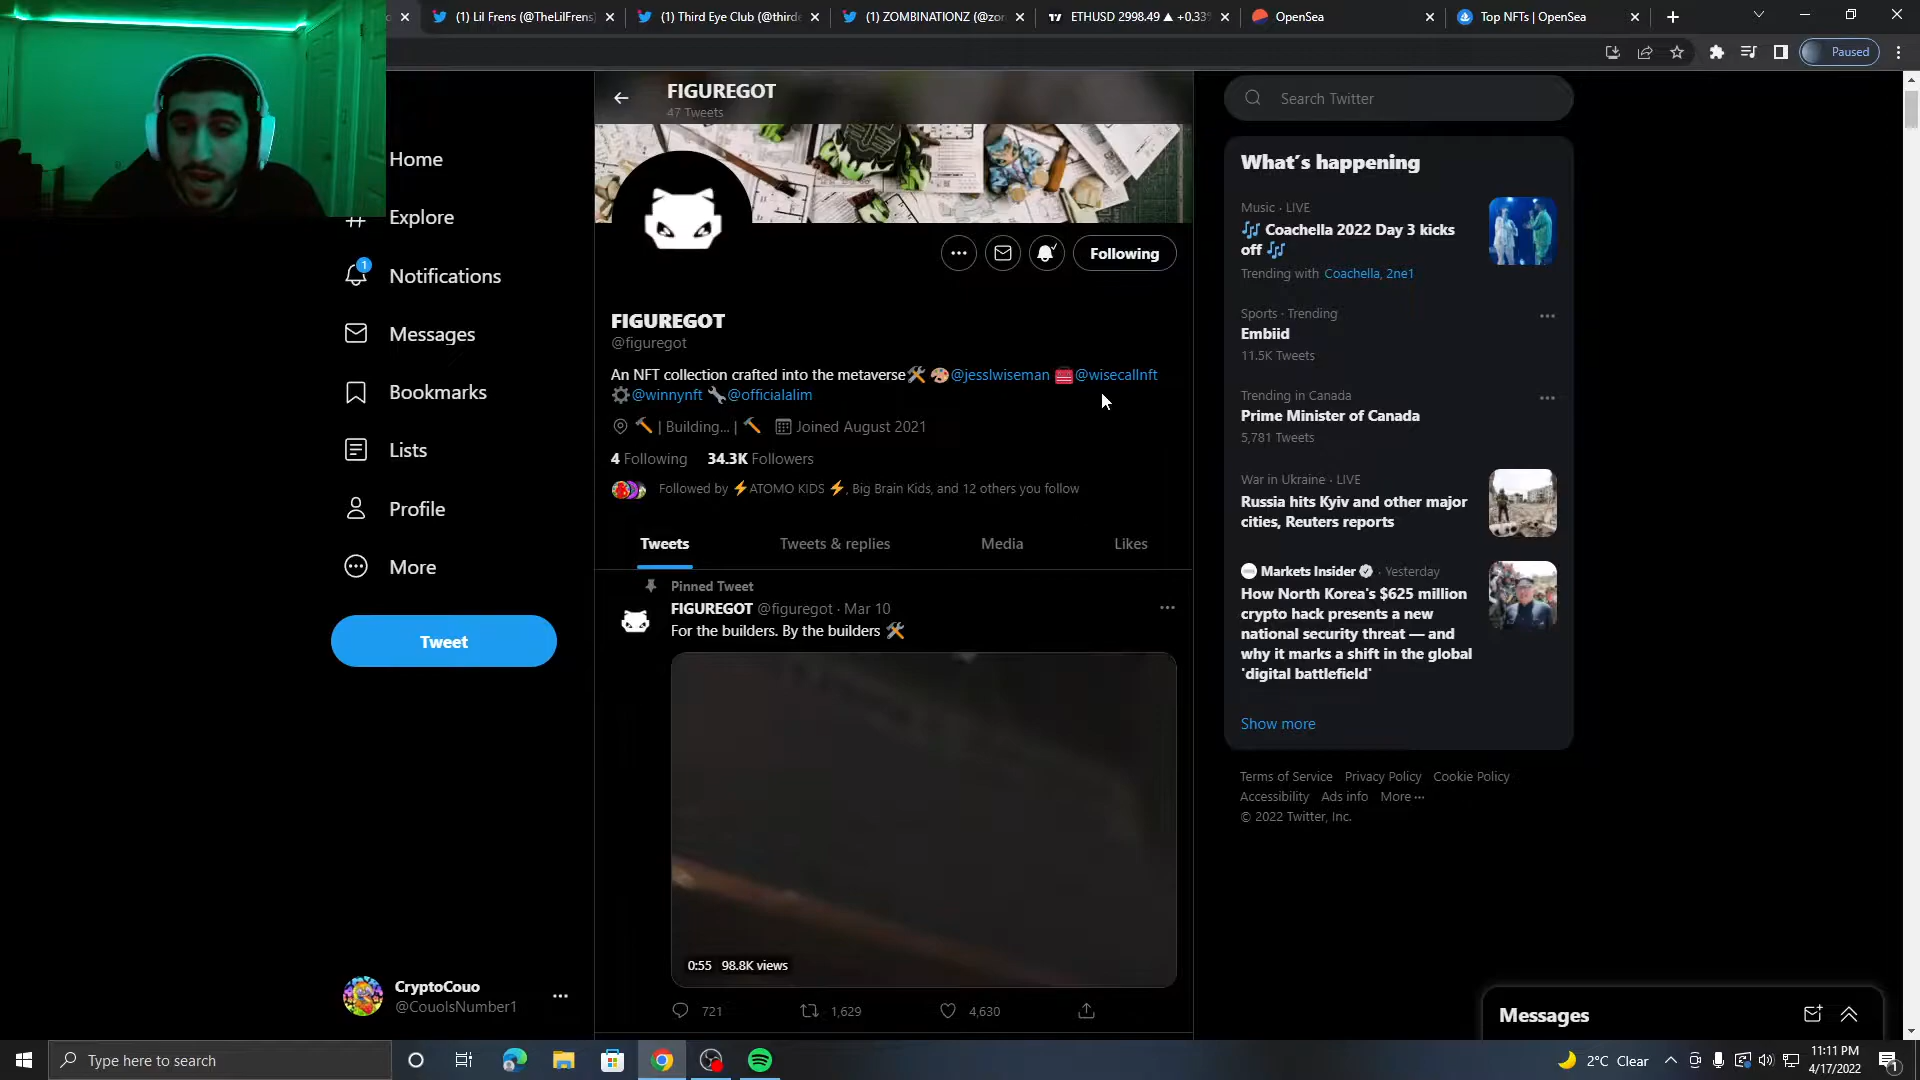 (1) Lil Frens (@TheLilFrens)
(1) Third Eye Club (@thirde
(1) ZOMBINATIONZ (@zon
ETHUSD 2998.49 ▲ +0.33%
OpenSea
Top NFTs | OpenSea
Paused
FIGUREGOT
47 Tweets
Search Twitter
Home
Explore
1
Notifications
Messages
Bookmarks
Lists
Profile
More
Tweet
Following
FIGUREGOT
@figuregot
An NFT collection crafted into the metaverse🛠️ 🎨@jesslwiseman 🧰@wisecallnft
⚙️@winnynft 🔧@officialalim
🔨 | Building... | 🔨 Joined August 2021
4 Following 34.3K Followers
Followed by ⚡ATOMO KIDS ⚡, Big Brain Kids, and 12 others you follow
Tweets
Tweets & replies
Media
Likes
Pinned Tweet
FIGUREGOT @figuregot · Mar 10
For the builders. By the builders 🛠️
0:55 98.8K views
721
1,629
4,630
What's happening
Music · LIVE
🎶 Coachella 2022 Day 3 kicks
off 🎶
Trending with Coachella, 2ne1
Sports · Trending
Embiid
11.5K Tweets
Trending in Canada
Prime Minister of Canada
5,781 Tweets
War in Ukraine · LIVE
Russia hits Kyiv and other major
cities, Reuters reports
Markets Insider · Yesterday
How North Korea's $625 million
crypto hack presents a new
national security threat — and
why it marks a shift in the global
'digital battlefield'
Show more
Terms of Service Privacy Policy Cookie Policy
Accessibility Ads info More ···
© 2022 Twitter, Inc.
CryptoCouo
@CouoIsNumber1
Messages
Type here to search
2°C Clear
11:11 PM
4/17/2022
1